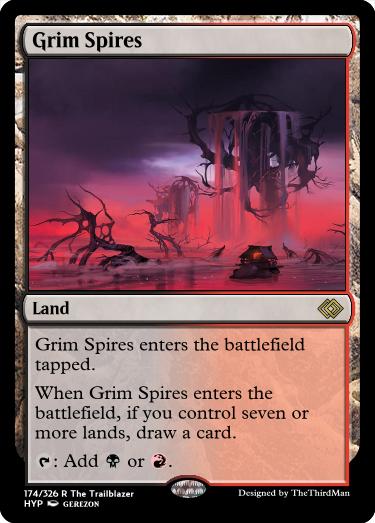 Grim Spires
Land
Grim Spires enters the battlefield
tapped.
When Grim Spires enters the
battlefield, if you control seven or
more lands, draw a card.
: Add or .
174/326 R The Trailblazer
HYP GEREZON
Designed by TheThirdMan